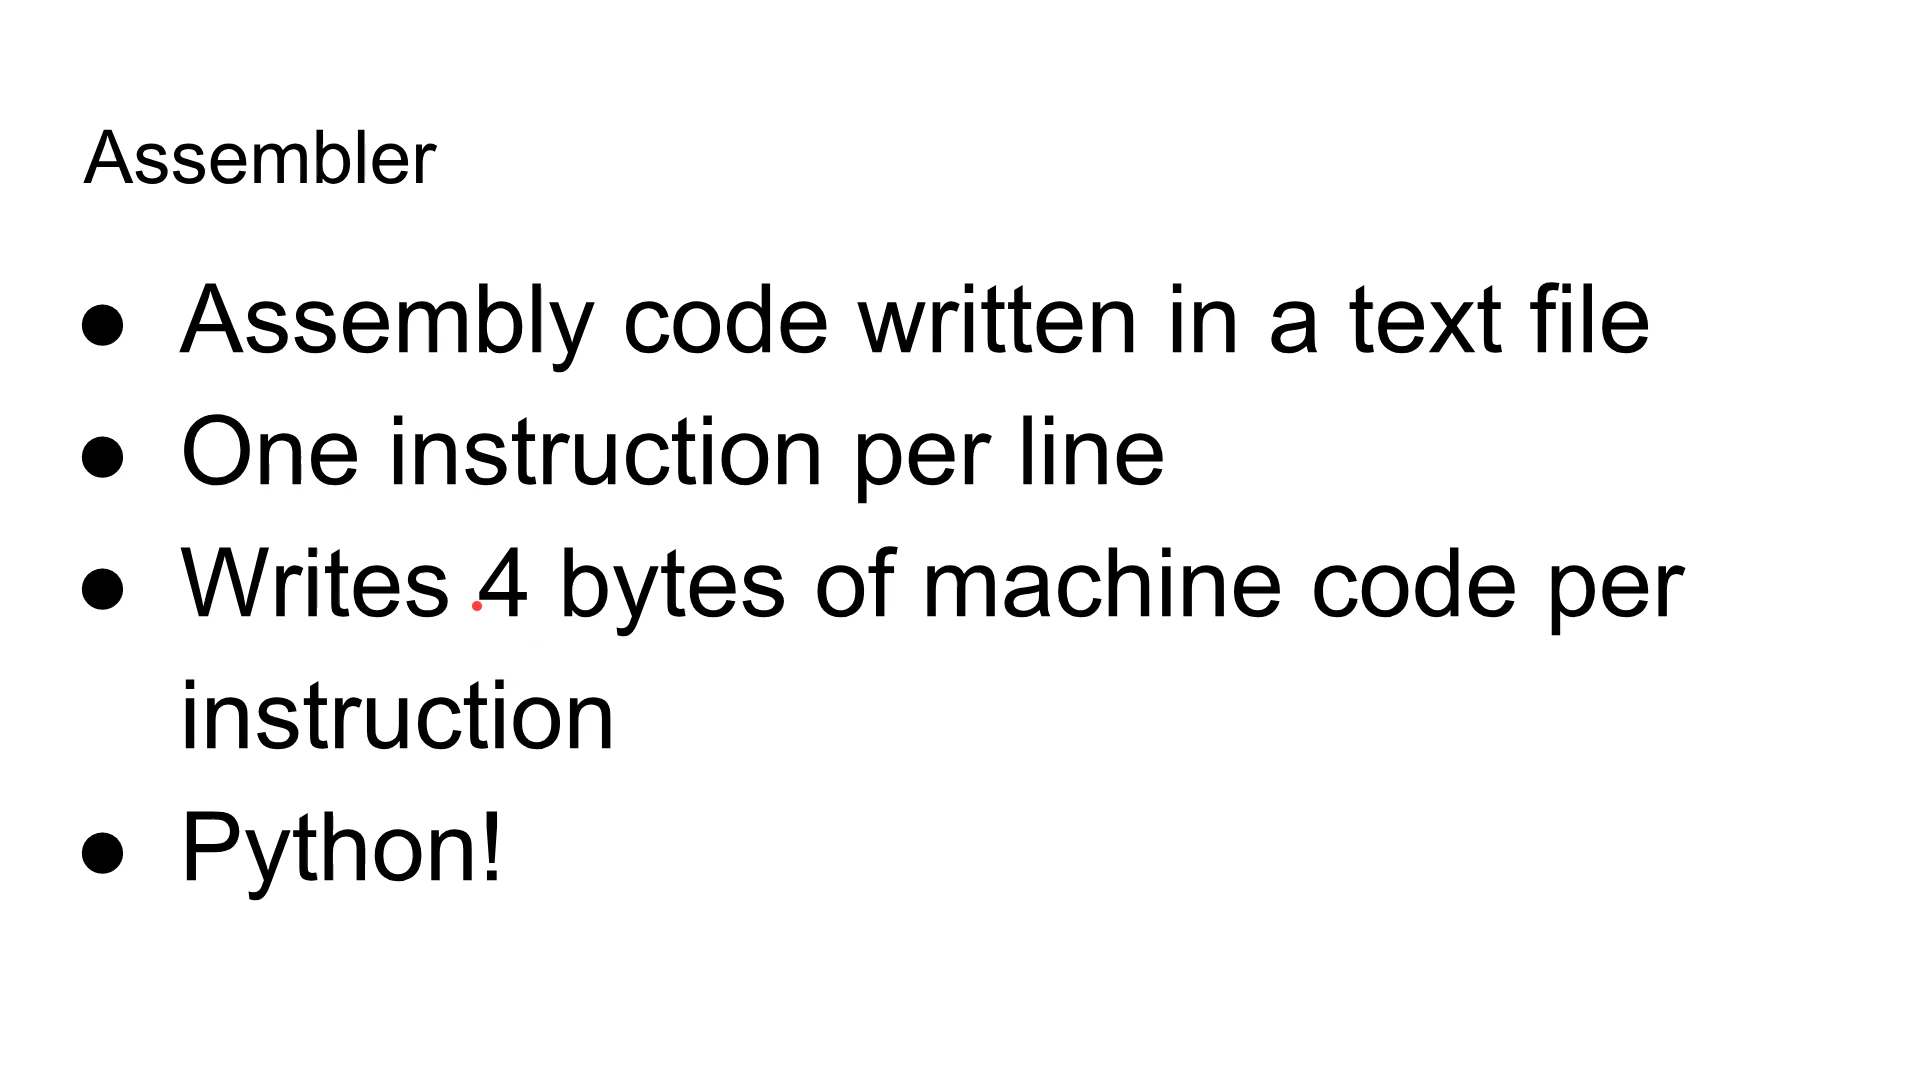 Assembler
● Assembly code written in a text file
● One instruction per line
● Writes 4 bytes of machine code per
instruction
● Python!